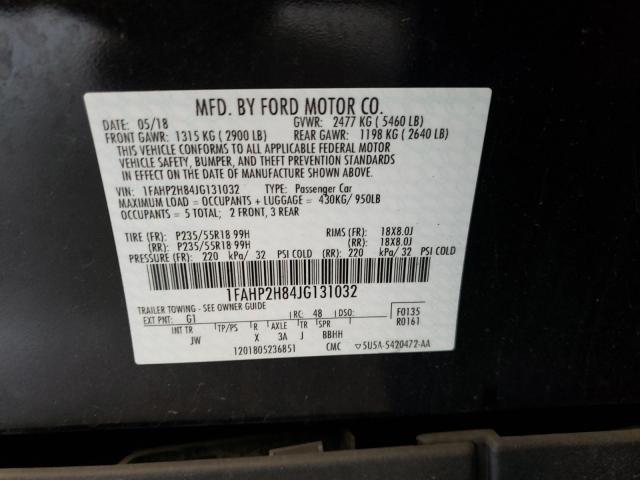 MFD. BY FORD MOTOR CO.
DATE: 05/18 GVWR: 2477 KG ( 5460 LB)
FRONT GAWR: 1315 KG ( 2900 LB) REAR GAWR: 1198 KG ( 2640 LB)
THIS VEHICLE CONFORMS TO ALL APPLICABLE FEDERAL MOTOR
VEHICLE SAFETY, BUMPER, AND THEFT PREVENTION STANDARDS
IN EFFECT ON THE DATE OF MANUFACTURE SHOWN ABOVE.
VIN: 1FAHP2H84JG131032 TYPE: Passenger Car
MAXIMUM LOAD = OCCUPANTS + LUGGAGE = 430KG/ 950LB
OCCUPANTS = 5 TOTAL; 2 FRONT, 3 REAR
TIRE (FR): P235/55R18 99H RIMS (FR): 18X8.0J
(RR): P235/55R18 99H (RR): 18X8.0J
PRESSURE (FR): 220 kPa/ 32 PSI COLD (RR): 220 kPa/ 32 PSI COLD
1FAHP2H84JG131032
TRAILER TOWING - SEE OWNER GUIDE
EXT PNT: G1 RC: 48 DSO: F0135
R0161
INT TR TP/PS R AXLE TR SPR
JW X 3A J BBHH
1201805236851 CMC ▽5U5A-5420472-AA